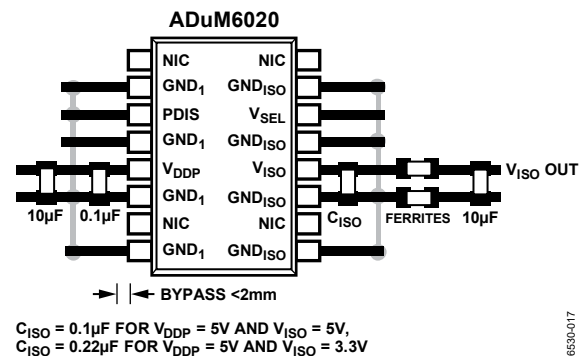 ADuM6020
NIC NIC
GND1 GNDISO
PDIS VSEL
GND1 GNDISO
VDDP VISO
GND1 GNDISO
NIC NIC
GND1 GNDISO
VISO OUT
10µF 0.1µF CISO FERRITES 10µF
BYPASS <2mm
CISO = 0.1µF FOR VDDP = 5V AND VISO = 5V,
CISO = 0.22µF FOR VDDP = 5V AND VISO = 3.3V
6530-017